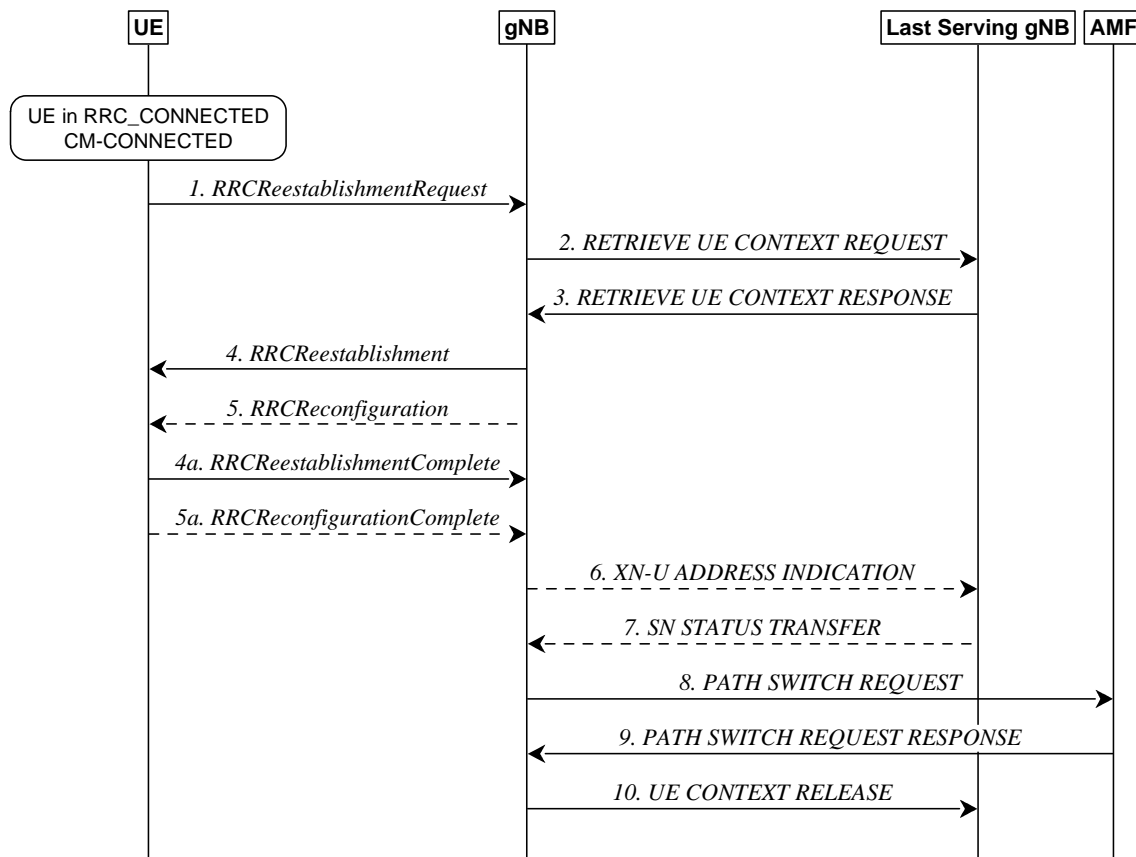 UE
gNB
Last Serving gNB
AMF
UE in RRC_CONNECTED
CM-CONNECTED
1. RRCReestablishmentRequest
2. RETRIEVE UE CONTEXT REQUEST
3. RETRIEVE UE CONTEXT RESPONSE
4. RRCReestablishment
5. RRCReconfiguration
4a. RRCReestablishmentComplete
5a. RRCReconfigurationComplete
6. XN-U ADDRESS INDICATION
7. SN STATUS TRANSFER
8. PATH SWITCH REQUEST
9. PATH SWITCH REQUEST RESPONSE
10. UE CONTEXT RELEASE